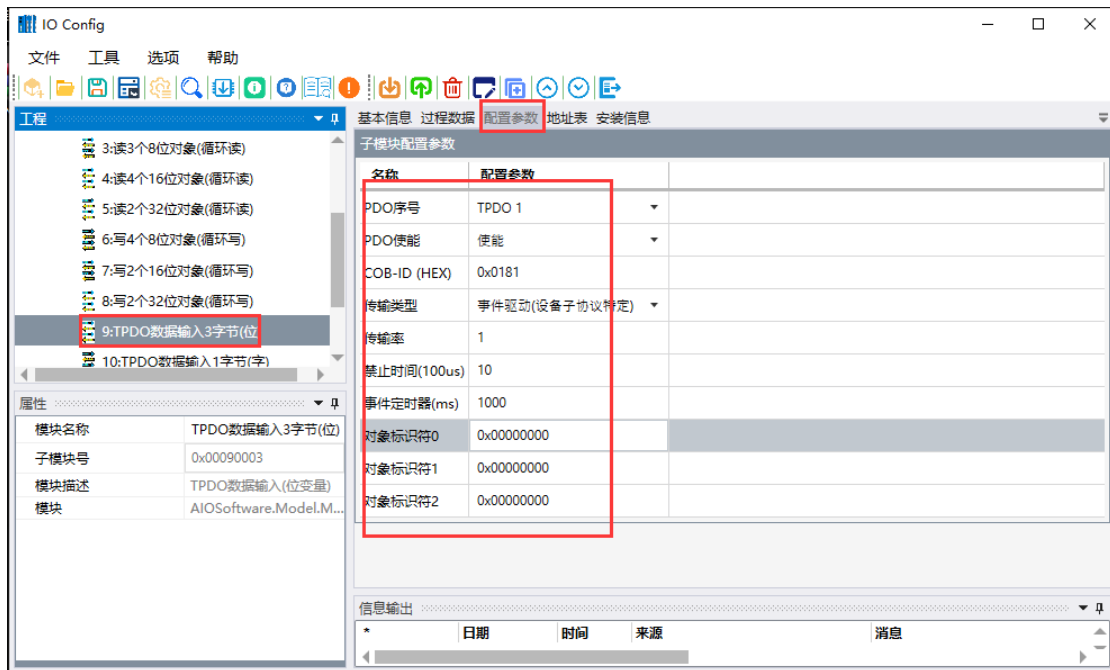 IO Config
文件 工具 选项 帮助
工程
3:读3个8位对象(循环读)
4:读4个16位对象(循环读)
5:读2个32位对象(循环读)
6:写4个8位对象(循环写)
7:写2个16位对象(循环写)
8:写2个32位对象(循环写)
9:TPDO数据输入3字节(位
10:TPDO数据输入1字节(字)
属性
模块名称 TPDO数据输入3字节(位)
子模块号 0x00090003
模块描述 TPDO数据输入(位变量)
模块 AIOSoftware.Model.M...
基本信息 过程数据 配置参数 地址表 安装信息
子模块配置参数
名称 配置参数
PDO序号 TPDO 1
PDO使能 使能
COB-ID (HEX) 0x0181
传输类型 事件驱动(设备子协议特定)
传输率 1
禁止时间(100us) 10
事件定时器(ms) 1000
对象标识符0 0x00000000
对象标识符1 0x00000000
对象标识符2 0x00000000
信息输出
* 日期 时间 来源 消息